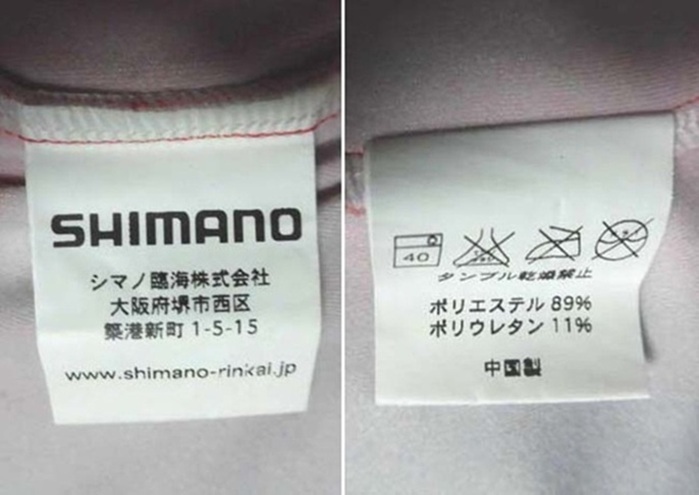 SHIMANO
シマノ臨海株式会社
大阪府堺市西区
築港新町 1-5-15
www.shimano-rinkai.jp
40
タンブル乾燥禁止
ポリエステル 89%
ポリウレタン 11%
中国製